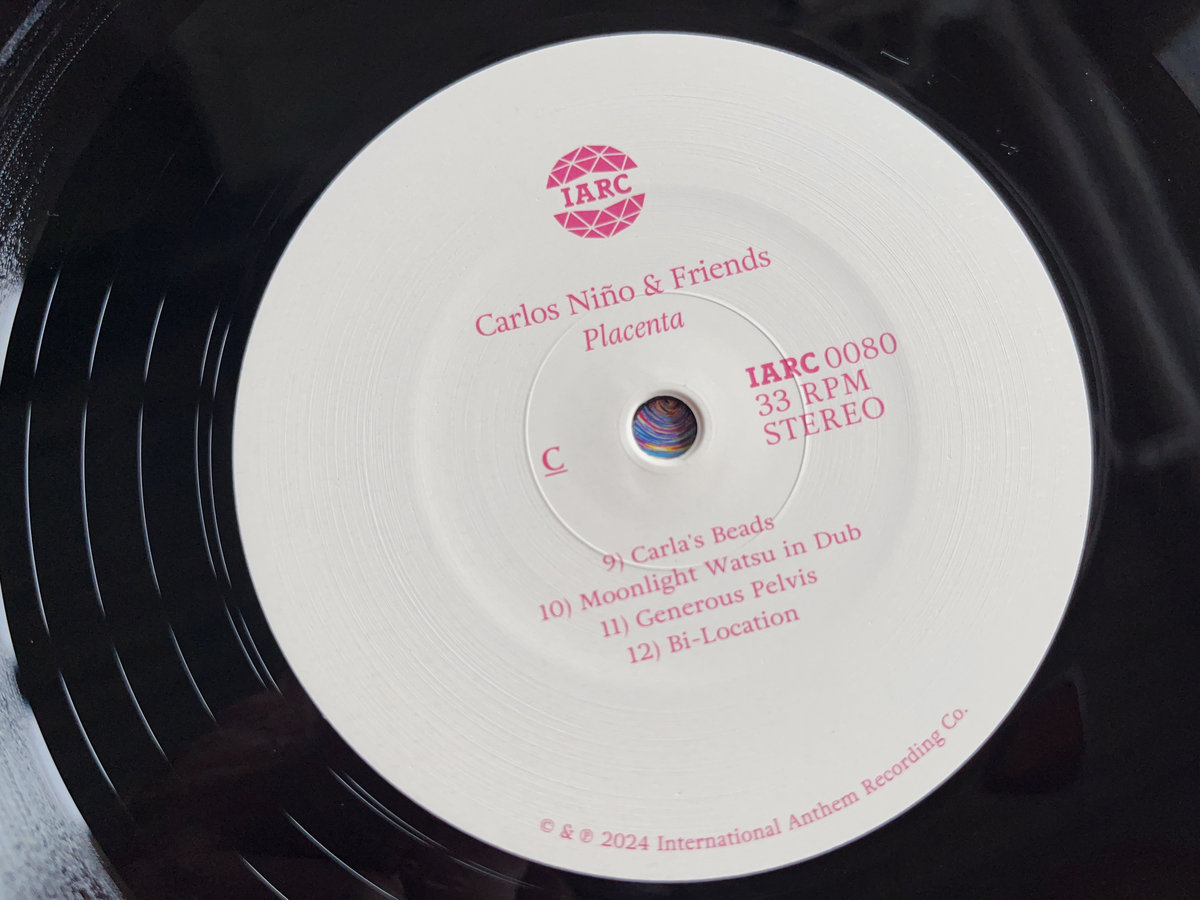 IARC
Carlos Niño & Friends
Placenta
IARC 0080
33 RPM
STEREO
C
9) Carla's Beads
10) Moonlight Watsu in Dub
11) Generous Pelvis
12) Bi-Location
© & ℗ 2024 International Anthem Recording Co.